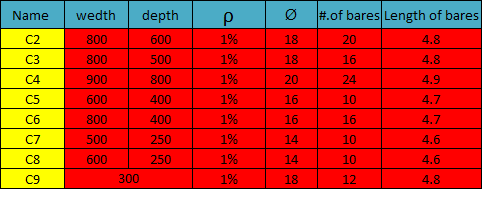 Name wedth depth ρ Ø #.of bares Length of bares
C2 800 600 1% 18 20 4.8
C3 800 500 1% 18 16 4.8
C4 900 800 1% 20 24 4.9
C5 600 400 1% 16 10 4.7
C6 800 400 1% 16 16 4.7
C7 500 250 1% 14 10 4.6
C8 600 250 1% 14 10 4.6
C9 300 1% 18 12 4.8